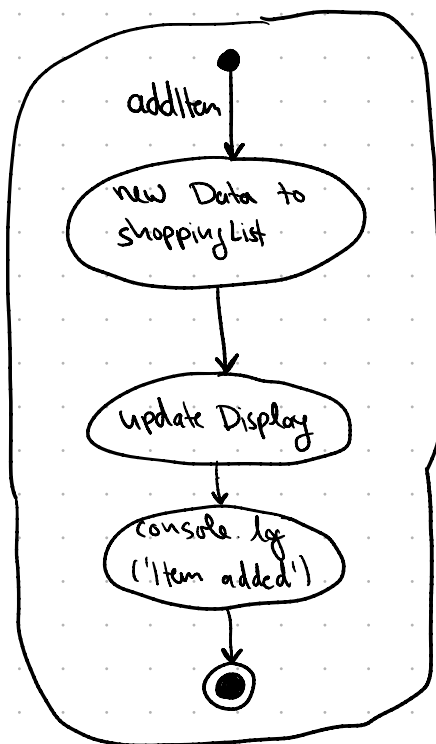 addItem
new Data to
shoppingList
update Display
console.log
('Item added')